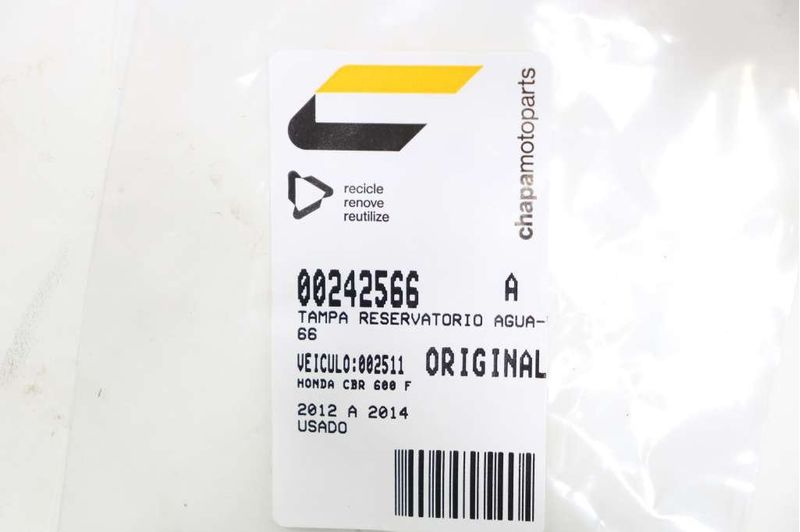 chapamotoparts
recicle
renove
reutilize
00242566 A
TAMPA RESERVATORIO AGUA-
66
VEICULO:002511 ORIGINAL
HONDA CBR 600 F
2012 A 2014
USADO